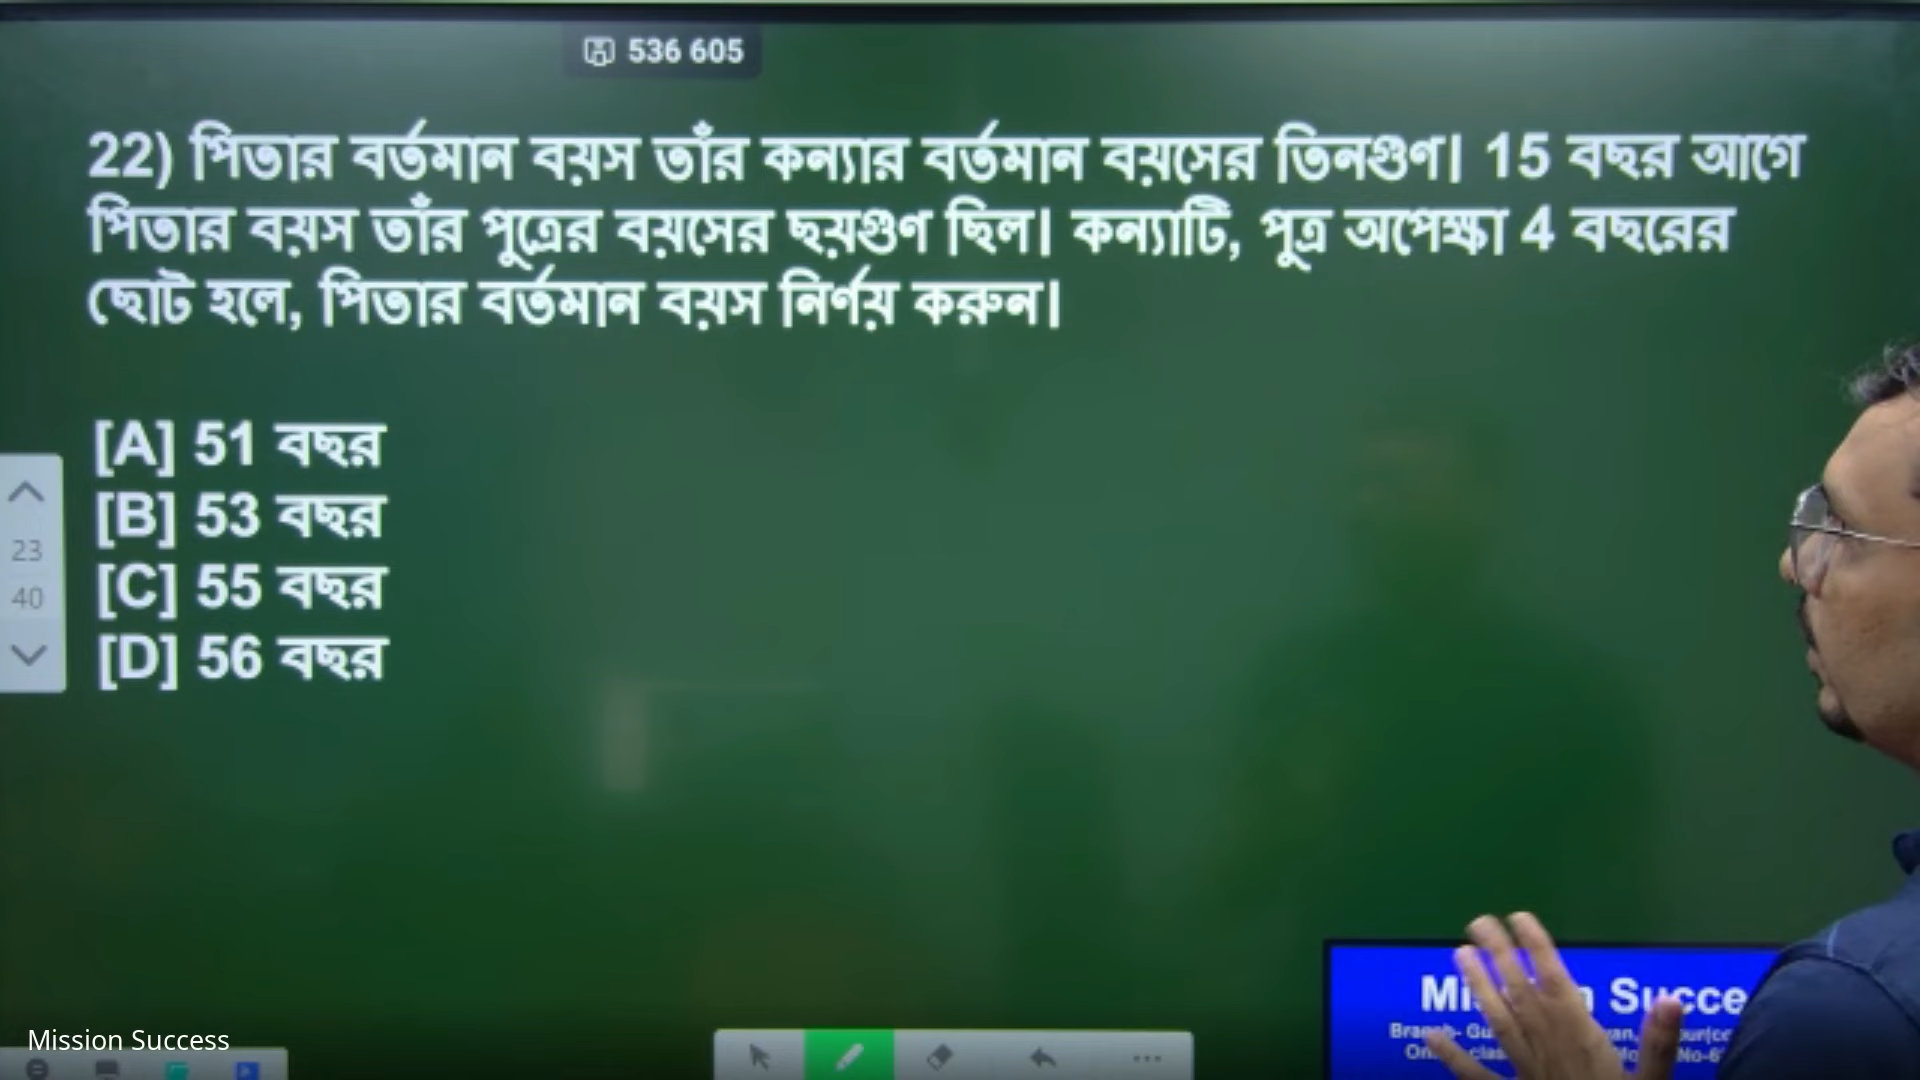 536 605
22) পিতার বর্তমান বয়স তাঁর কন্যার বর্তমান বয়সের তিনগুণ। 15 বছর আগে
পিতার বয়স তাঁর পুত্রের বয়সের ছয়গুণ ছিল। কন্যাটি, পুত্র অপেক্ষা 4 বছরের
ছোট হলে, পিতার বর্তমান বয়স নির্ণয় করুন।
[A] 51 বছর
[B] 53 বছর
[C] 55 বছর
[D] 56 বছর
23
40
Mission Success